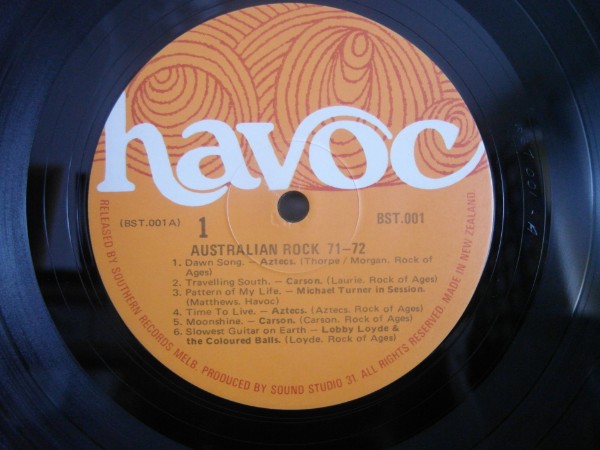 havoc
(BST.001A) 1 BST.001
AUSTRALIAN ROCK 71-72
1. Dawn Song. - Aztecs. (Thorpe / Morgan. Rock of
Ages)
2. Travelling South. - Carson. (Laurie. Rock of Ages)
3. Pattern of My Life. - Michael Turner in Session.
(Matthews. Havoc)
4. Time To Live. - Aztecs. (Aztecs. Rock of Ages)
5. Moonshine. - Carson. (Carson. Rock of Ages)
6. Slowest Guitar on Earth - Lobby Loyde &
the Coloured Balls. (Loyde. Rock of Ages)
RELEASED BY SOUTHERN RECORDS MELB. PRODUCED BY SOUND STUDIO 31. ALL RIGHTS RESERVED. MADE IN NEW ZEALAND.